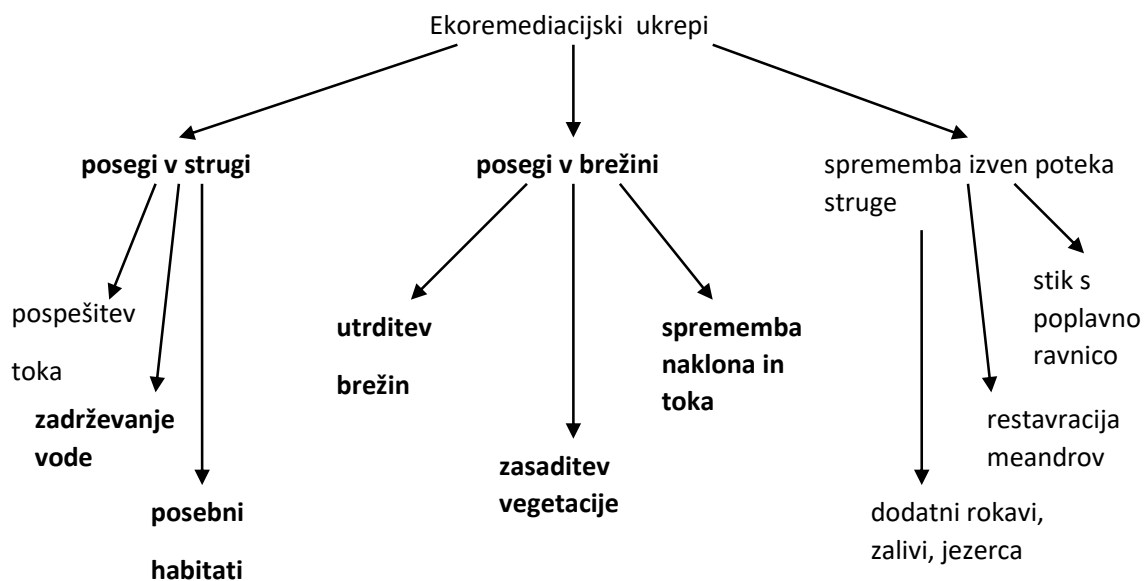 Ekoremediacijski ukrepi
posegi v strugi
posegi v brežini
sprememba izven poteka
struge
pospešitev
toka
zadrževanje
vode
posebni
habitati
utrditev
brežin
zasaditev
vegetacije
sprememba
naklona in
toka
stik s
poplavno
ravnico
restavracija
meandrov
dodatni rokavi,
zalivi, jezerca